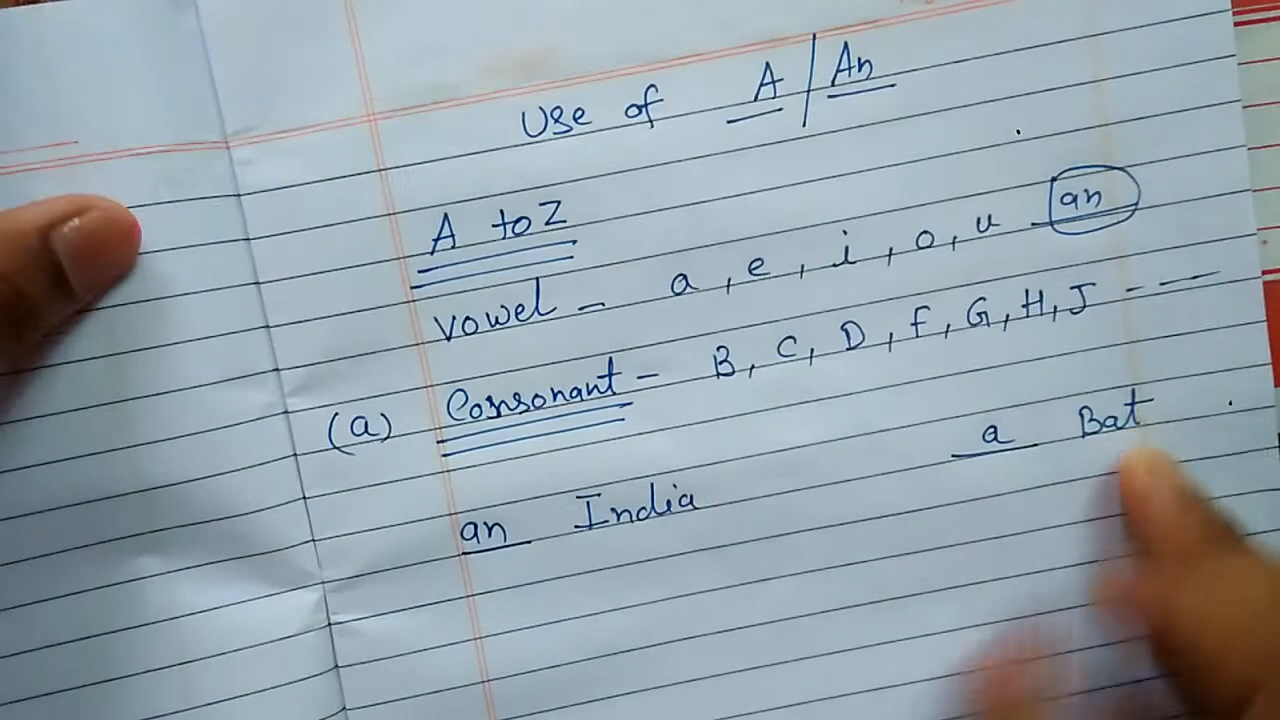 Use of A / An
A to Z
Vowel - a, e, i, o, u an
(a) Consonant - B, C, D, F, G, H, J - - -
a Bat
an India